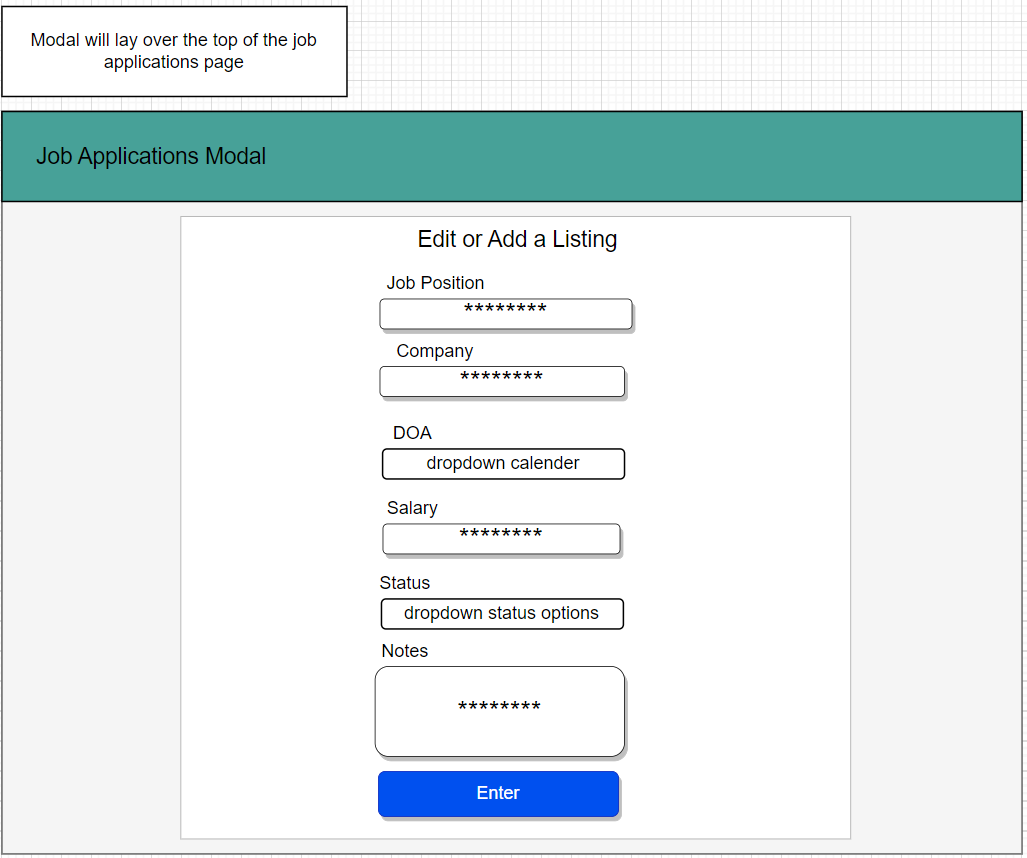 Modal will lay over the top of the job
applications page
Job Applications Modal
Edit or Add a Listing
Job Position
********
Company
********
DOA
dropdown calender
Salary
********
Status
dropdown status options
Notes
********
Enter